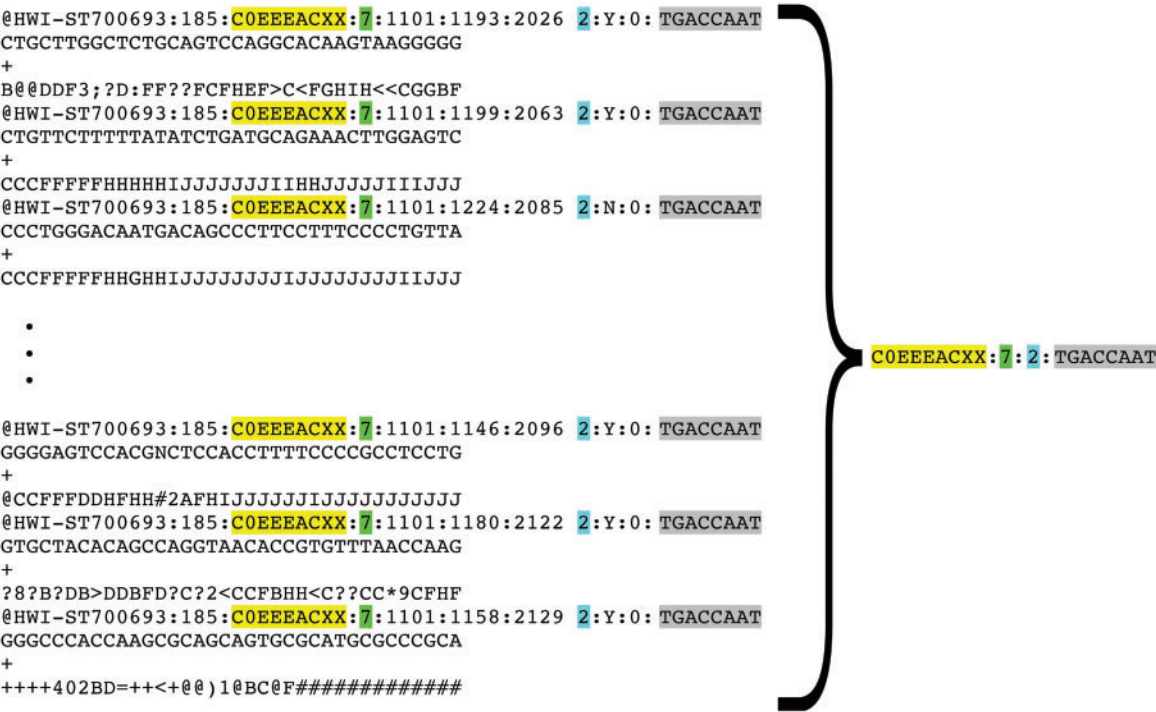 @HWI-ST700693:185:C0EEEACXX:7:1101:1193:2026 2:Y:0:TGACCAAT
CTGCTTGGCTCTGCAGTCCAGGCACAAGTAAGGGGG
+
B@@DDF3;?D:FF??FCFHEF>C<FGHIH<<CGGBF
@HWI-ST700693:185:C0EEEACXX:7:1101:1199:2063 2:Y:0:TGACCAAT
CTGTTCTTTTTATATCTGATGCAGAAACTTGGAGTC
+
CCCFFFFFHHHHHIJJJJJJJIIHHJJJJJIIIJJJ
@HWI-ST700693:185:C0EEEACXX:7:1101:1224:2085 2:N:0:TGACCAAT
CCCTGGGACAATGACAGCCCTTCCTTTCCCCTGTTA
+
CCCFFFFFHHGHHIJJJJJJJJIJJJJJJJJIIJJJ
C0EEEACXX:7:2:TGACCAAT
@HWI-ST700693:185:C0EEEACXX:7:1101:1146:2096 2:Y:0:TGACCAAT
GGGGAGTCCACGNCTCCACCTTTTCCCCGCCTCCTG
+
@CCFFFDDHFHH#2AFHIJJJJJJIJJJJJJJJJJJ
@HWI-ST700693:185:C0EEEACXX:7:1101:1180:2122 2:Y:0:TGACCAAT
GTGCTACACAGCCAGGTAACACCGTGTTTAACCAAG
+
?8?B?DB>DDBFD?C?2<CCFBHH<C??CC*9CFHF
@HWI-ST700693:185:C0EEEACXX:7:1101:1158:2129 2:Y:0:TGACCAAT
GGGCCCACCAAGCGCAGCAGTGCGCATGCGCCCGCA
+
++++402BD=++<+@@)1@BC@F#############